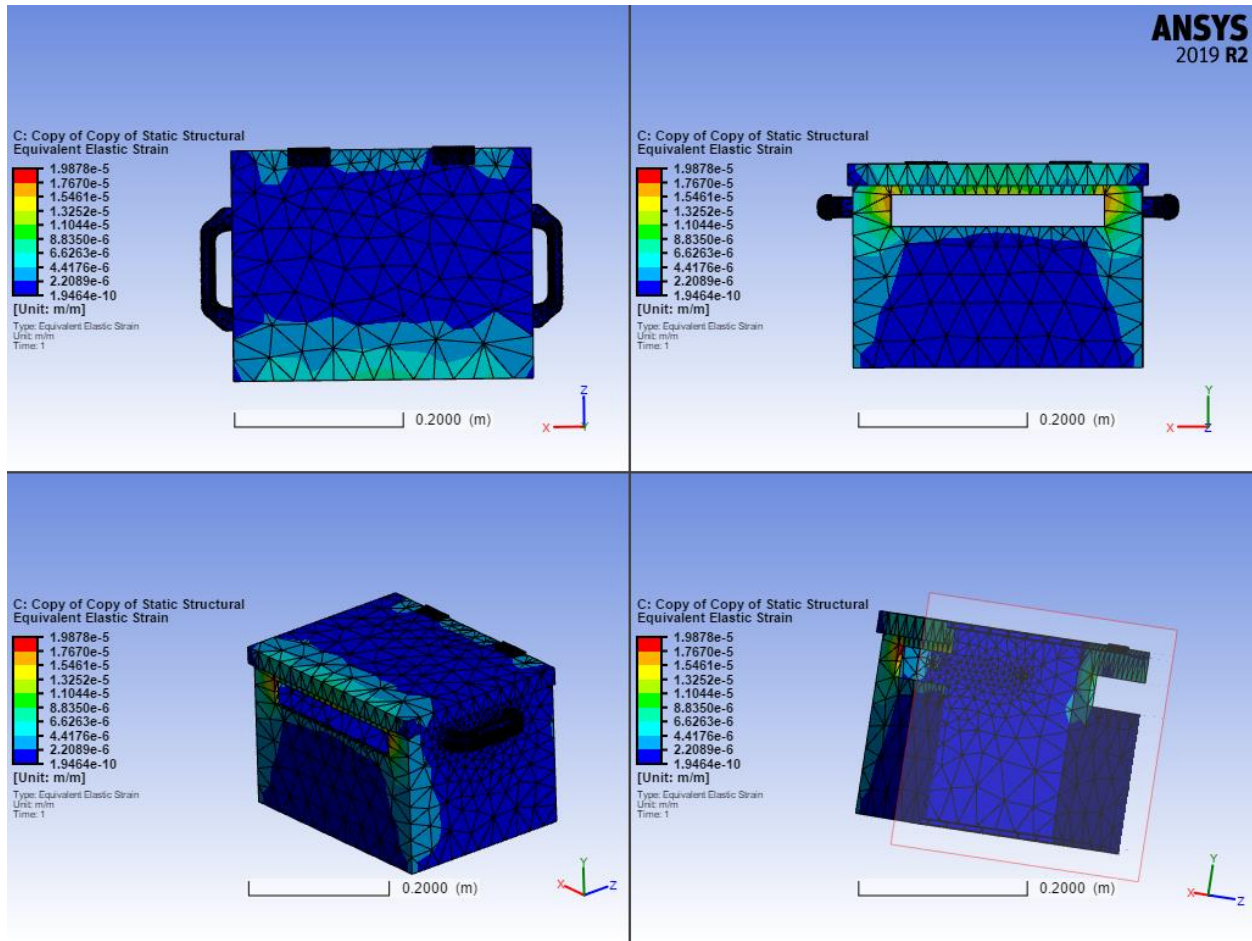 ANSYS
2019 R2
C: Copy of Copy of Static Structural
Equivalent Elastic Strain
1.9878e-5
1.7670e-5
1.5461e-5
1.3252e-5
1.1044e-5
8.8350e-6
6.6263e-6
4.4176e-6
2.2089e-6
1.9464e-10
[Unit: m/m]
Type: Equivalent Elastic Strain
Unit: m/m
Time: 1
0.2000 (m)
Z
X
Y
C: Copy of Copy of Static Structural
Equivalent Elastic Strain
1.9878e-5
1.7670e-5
1.5461e-5
1.3252e-5
1.1044e-5
8.8350e-6
6.6263e-6
4.4176e-6
2.2089e-6
1.9464e-10
[Unit: m/m]
Type: Equivalent Elastic Strain
Unit: m/m
Time: 1
0.2000 (m)
Y
X
Z
C: Copy of Copy of Static Structural
Equivalent Elastic Strain
1.9878e-5
1.7670e-5
1.5461e-5
1.3252e-5
1.1044e-5
8.8350e-6
6.6263e-6
4.4176e-6
2.2089e-6
1.9464e-10
[Unit: m/m]
Type: Equivalent Elastic Strain
Unit: m/m
Time: 1
0.2000 (m)
Y
X
Z
C: Copy of Copy of Static Structural
Equivalent Elastic Strain
1.9878e-5
1.7670e-5
1.5461e-5
1.3252e-5
1.1044e-5
8.8350e-6
6.6263e-6
4.4176e-6
2.2089e-6
1.9464e-10
[Unit: m/m]
Type: Equivalent Elastic Strain
Unit: m/m
Time: 1
0.2000 (m)
Y
X
Z